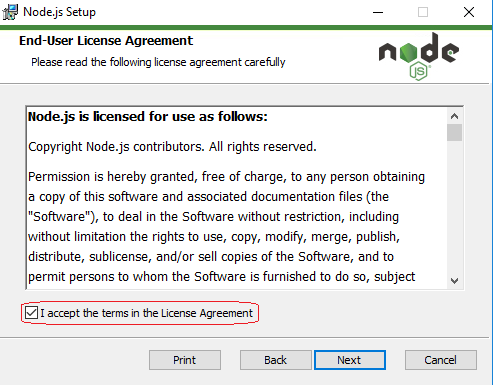 Node.js Setup
End-User License Agreement
Please read the following license agreement carefully
node
JS
Node.js is licensed for use as follows:
Copyright Node.js contributors. All rights reserved.
Permission is hereby granted, free of charge, to any person obtaining
a copy of this software and associated documentation files (the
"Software"), to deal in the Software without restriction, including
without limitation the rights to use, copy, modify, merge, publish,
distribute, sublicense, and/or sell copies of the Software, and to
permit persons to whom the Software is furnished to do so, subject
I accept the terms in the License Agreement
Print Back Next Cancel